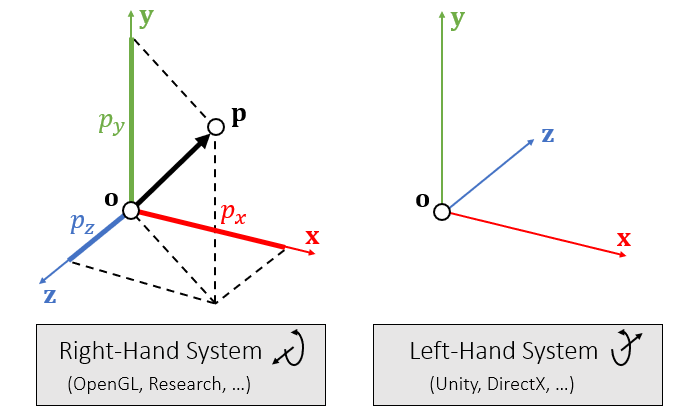 y
p_y
p
o
p_z
p_x
x
z
Right-Hand System
(OpenGL, Research, …)
y
z
o
x
Left-Hand System
(Unity, DirectX, …)